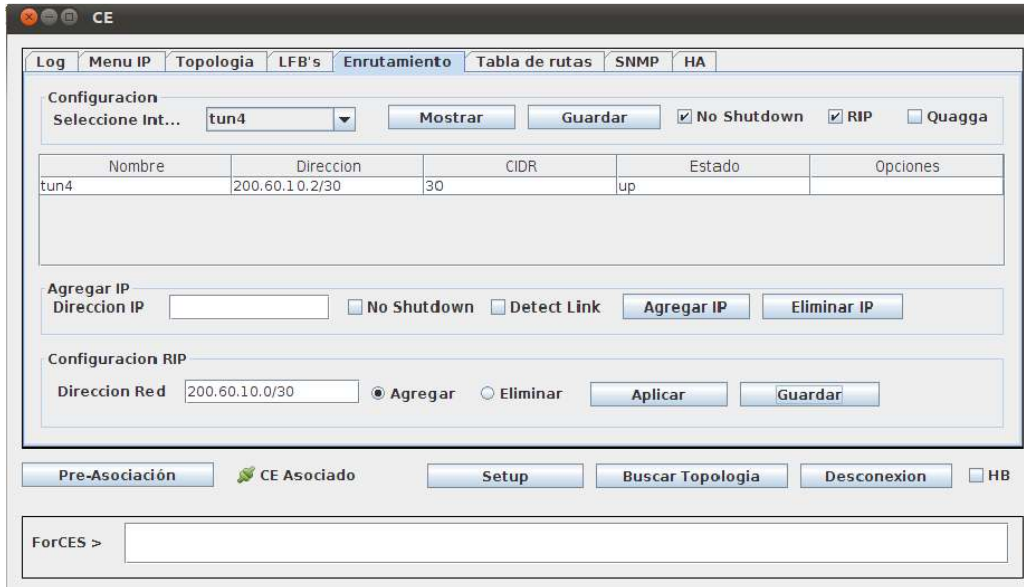 CE
Log Menu IP Topologia LFB's Enrutamiento Tabla de rutas SNMP HA
Configuracion
Seleccione Int... tun4 Mostrar Guardar No Shutdown RIP Quagga
Nombre Direccion CIDR Estado Opciones
tun4 200.60.10.2/30 30 up
Agregar IP
Direccion IP No Shutdown Detect Link Agregar IP Eliminar IP
Configuracion RIP
Direccion Red 200.60.10.0/30 Agregar Eliminar Aplicar Guardar
Pre-Asociación CE Asociado Setup Buscar Topologia Desconexion HB
ForCES >